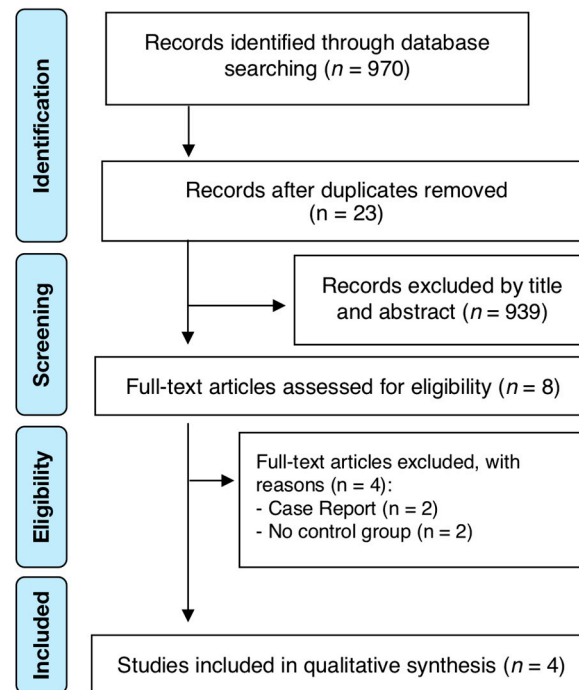 Identification
Records identified through database
searching (n = 970)
Records after duplicates removed
(n = 23)
Screening
Records excluded by title
and abstract (n = 939)
Full-text articles assessed for eligibility (n = 8)
Eligibility
Full-text articles excluded, with
reasons (n = 4):
- Case Report (n = 2)
- No control group (n = 2)
Included
Studies included in qualitative synthesis (n = 4)